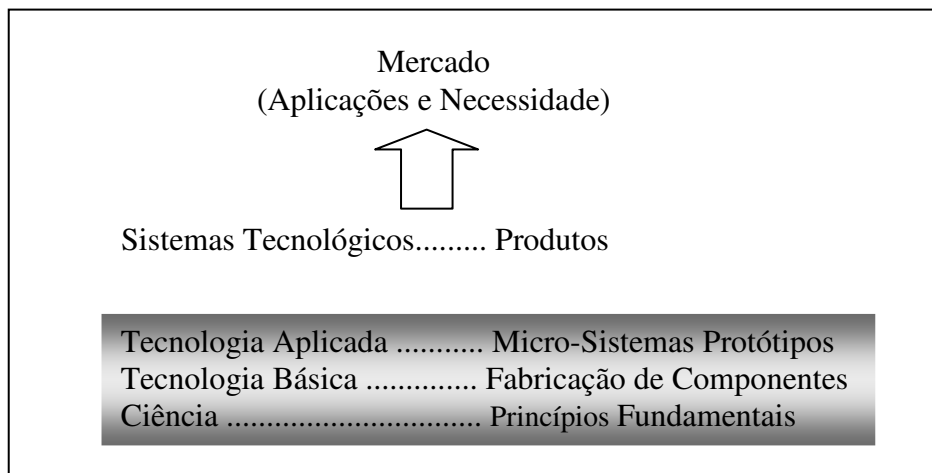 Mercado
(Aplicações e Necessidade)
Sistemas Tecnológicos......... Produtos
Tecnologia Aplicada ........... Micro-Sistemas Protótipos
Tecnologia Básica .............. Fabricação de Componentes
Ciência ................................ Princípios Fundamentais